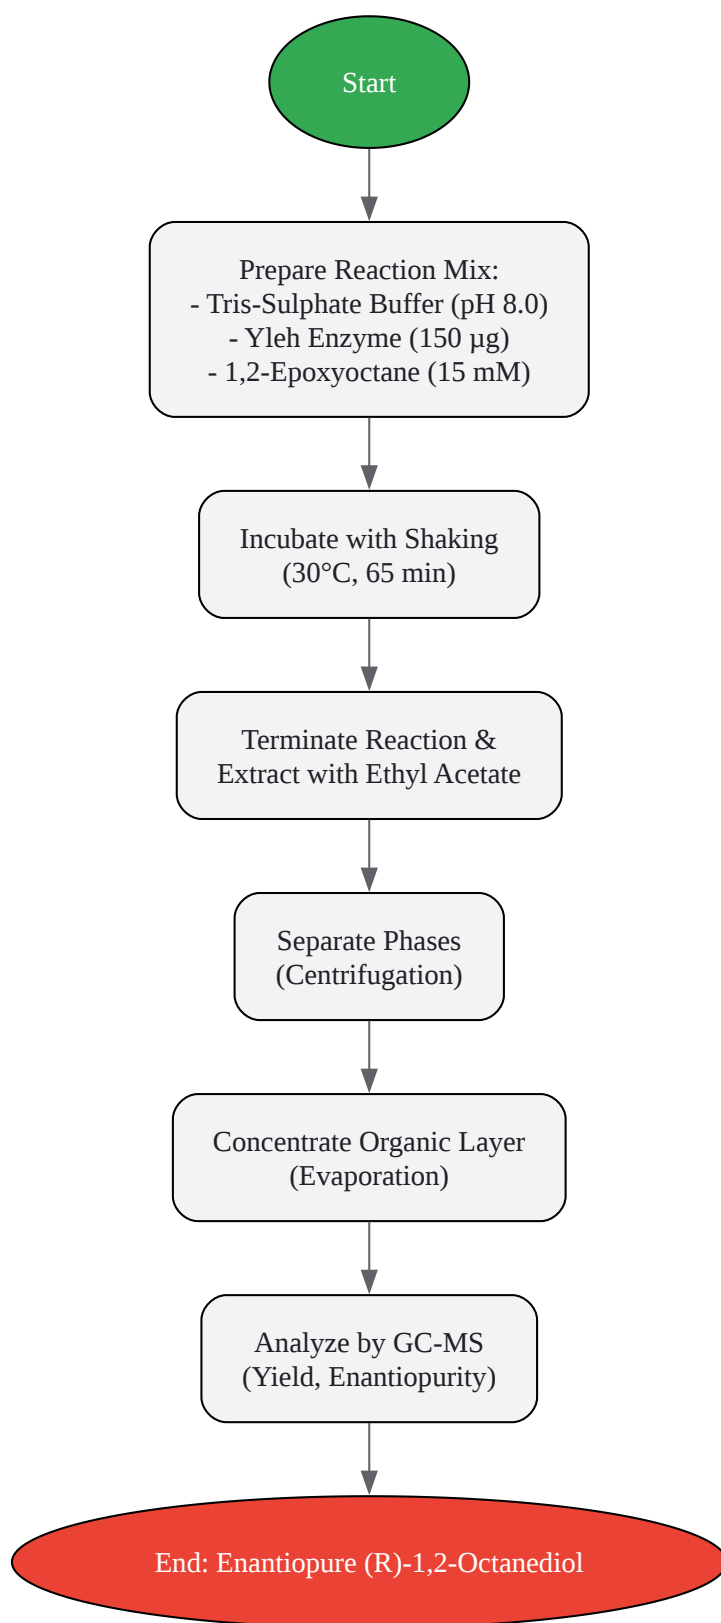 Start
Prepare Reaction Mix:
- Tris-Sulphate Buffer (pH 8.0)
- Yleh Enzyme (150 µg)
- 1,2-Epoxyoctane (15 mM)
Incubate with Shaking
(30°C, 65 min)
Terminate Reaction &
Extract with Ethyl Acetate
Separate Phases
(Centrifugation)
Concentrate Organic Layer
(Evaporation)
Analyze by GC-MS
(Yield, Enantiopurity)
End: Enantiopure (R)-1,2-Octanediol